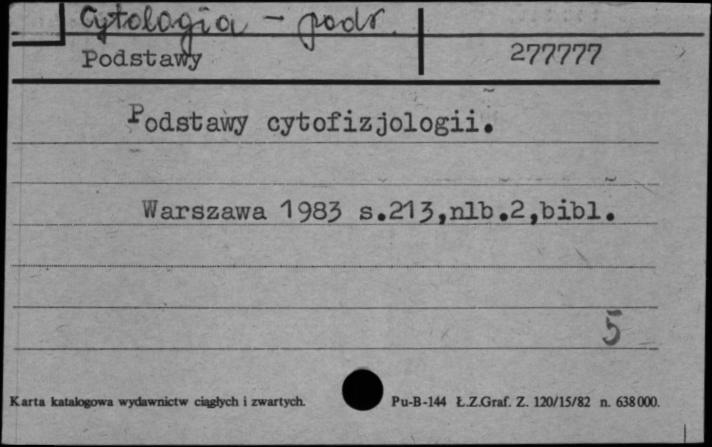 Cytologia - podr.
Podstawy 277777
Podstawy cytofizjologii.
Warszawa 1983 s.213,nlb.2,bibl.
5
Karta katalogowa wydawnictw ciągłych i zwartych. Pu-B-144 Ł.Z.Graf. Z. 120/15/82 n. 638000.